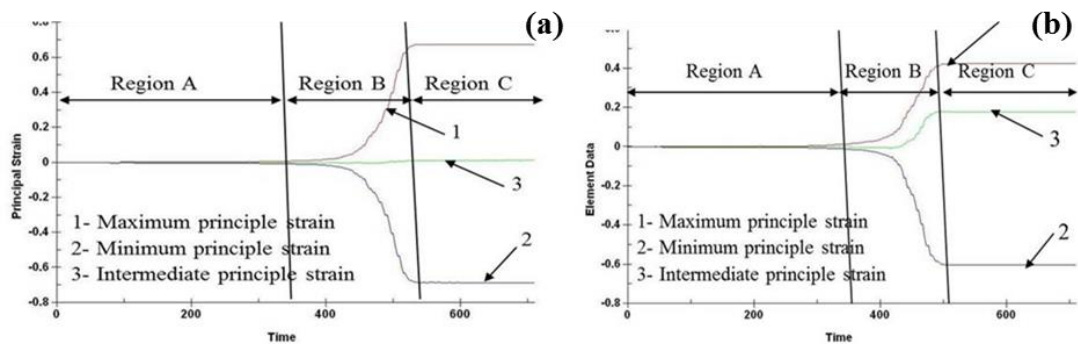 (a)
0.8
0.6
0.4
0.2
0
-0.2
-0.4
-0.6
-0.8
Principal Strain
Region A
Region B
Region C
1
3
2
1- Maximum principle strain
2- Minimum principle strain
3- Intermediate principle strain
0
200
400
600
Time
(b)
0.4
0.2
0
-0.2
-0.4
-0.6
-0.8
Element Data
Region A
Region B
Region C
3
2
1- Maximum principle strain
2- Minimum principle strain
3- Intermediate principle strain
0
200
400
600
Time